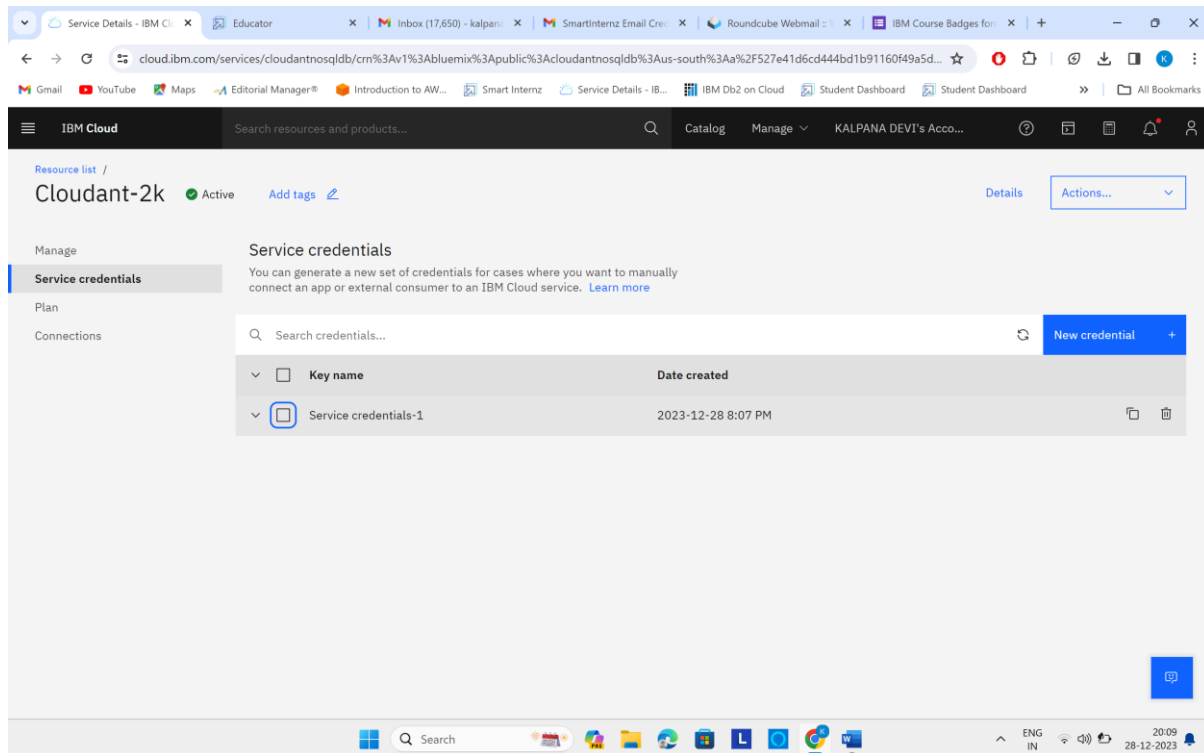 Service Details - IBM Cl
Educator
Inbox (17,650) - kalpan
SmartInternz Email Cred
Roundcube Webmail ::
IBM Course Badges for
cloud.ibm.com/services/cloudantnosqldb/crn%3Av1%3Abluemix%3Apublic%3Acloudantnosqldb%3Aus-south%3Aa%2F527e41d6cd444bd1b91160f49a5d...
K
Gmail
YouTube
Maps
Editorial Manager®
Introduction to AW...
Smart Internz
Service Details - IB...
IBM Db2 on Cloud
Student Dashboard
Student Dashboard
»
All Bookmarks
IBM Cloud
Search resources and products...
Catalog
Manage
KALPANA DEVI's Acco...
Resource list /
Cloudant-2k
Active
Add tags
Details
Actions...
Manage
Service credentials
Plan
Connections
Service credentials
You can generate a new set of credentials for cases where you want to manually
connect an app or external consumer to an IBM Cloud service. Learn more
Search credentials...
New credential +
Key name
Date created
Service credentials-1
2023-12-28 8:07 PM
Search
PRE
L
W
ENG
IN
20:09
28-12-2023